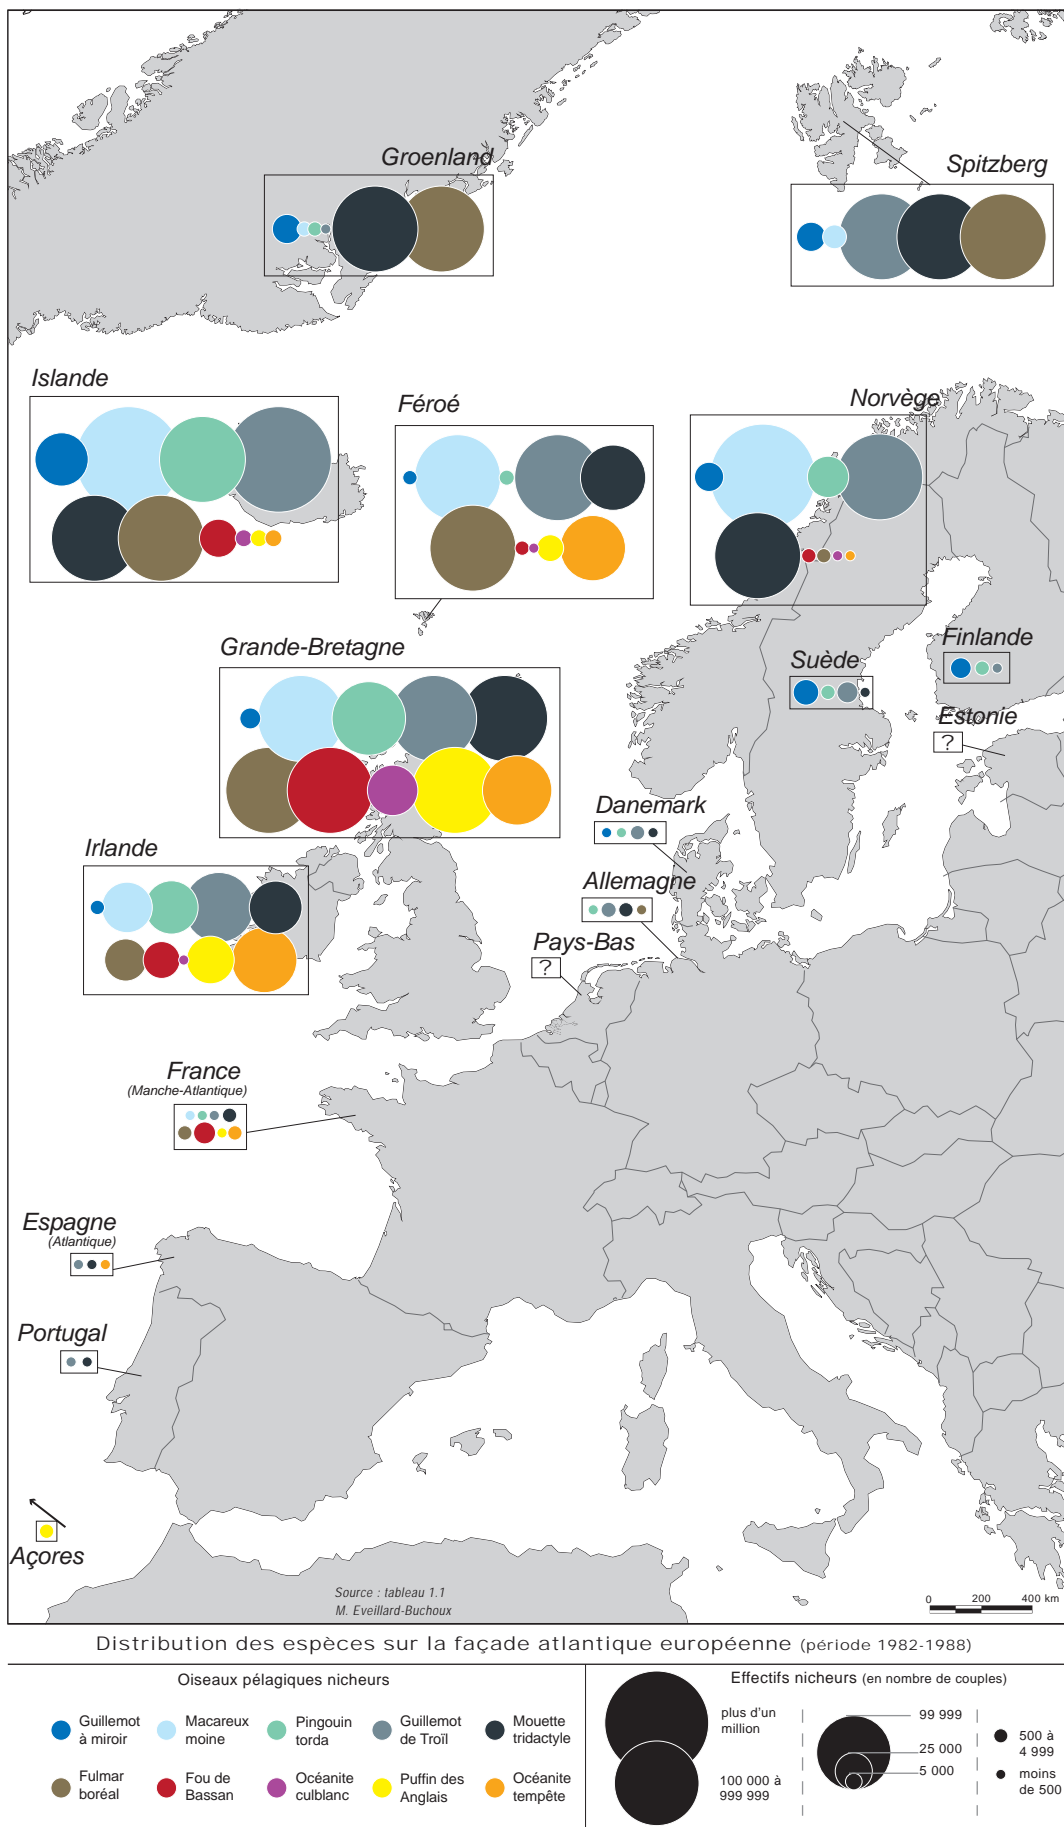 Groenland
Spitzberg
Islande
Féroé
Norvège
Grande-Bretagne
Finlande
Suède
Estonie
?
Danemark
Irlande
Allemagne
Pays-Bas
?
France
(Manche-Atlantique)
Espagne
(Atlantique)
Portugal
Açores
Source : tableau 1.1
M. Eveillard-Buchoux
0 200 400 km
Distribution des espèces sur la façade atlantique européenne (période 1982-1988)
Oiseaux pélagiques nicheurs
Guillemot
à miroir
Macareux
moine
Pingouin
torda
Guillemot
de Troïl
Mouette
tridactyle
Fulmar
boréal
Fou de
Bassan
Océanite
culblanc
Puffin des
Anglais
Océanite
tempête
Effectifs nicheurs (en nombre de couples)
plus d'un
million
100 000 à
999 999
99 999
25 000
5 000
500 à
4 999
moins
de 500